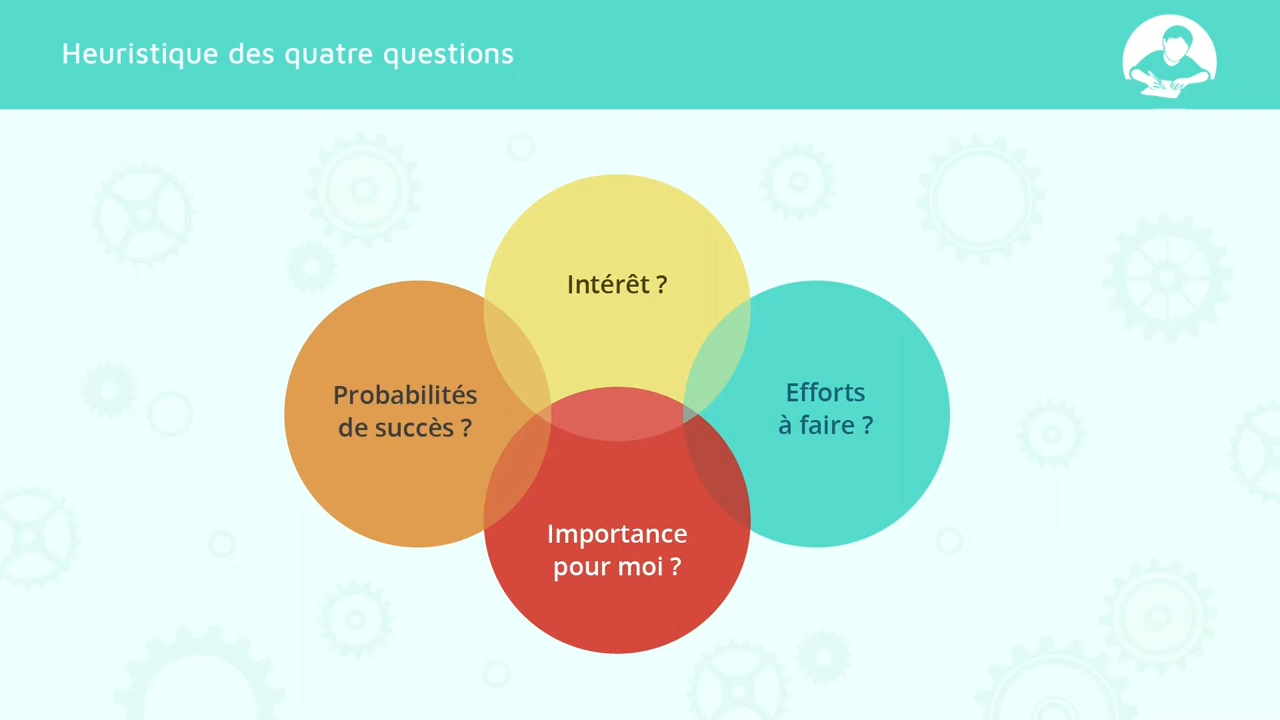 Heuristique des quatre questions
Intérêt ?
Probabilités
de succès ?
Efforts
à faire ?
Importance
pour moi ?